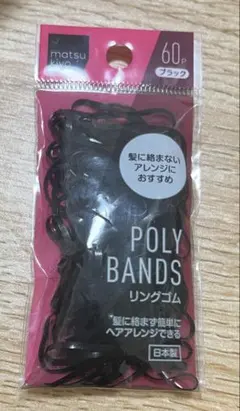 matsu
kiyo
60P
ブラック
髪に絡まない
アレンジに
おすすめ
POLY
BANDS
リングゴム
髪に絡まず簡単に
ヘアアレンジできる
日本製